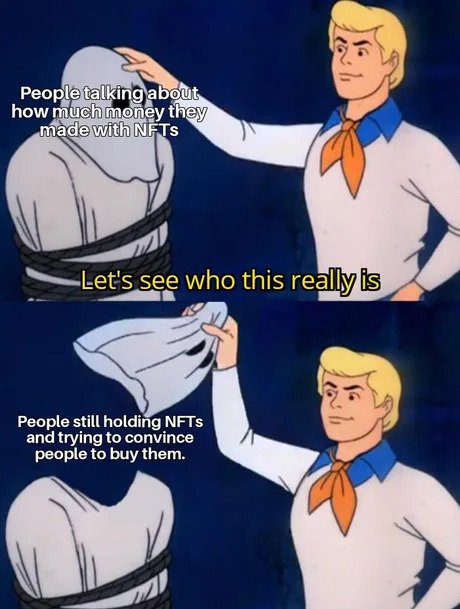 People talking about
how much money they
made with NFTs
Let's see who this really is
People still holding NFTs
and trying to convince
people to buy them.